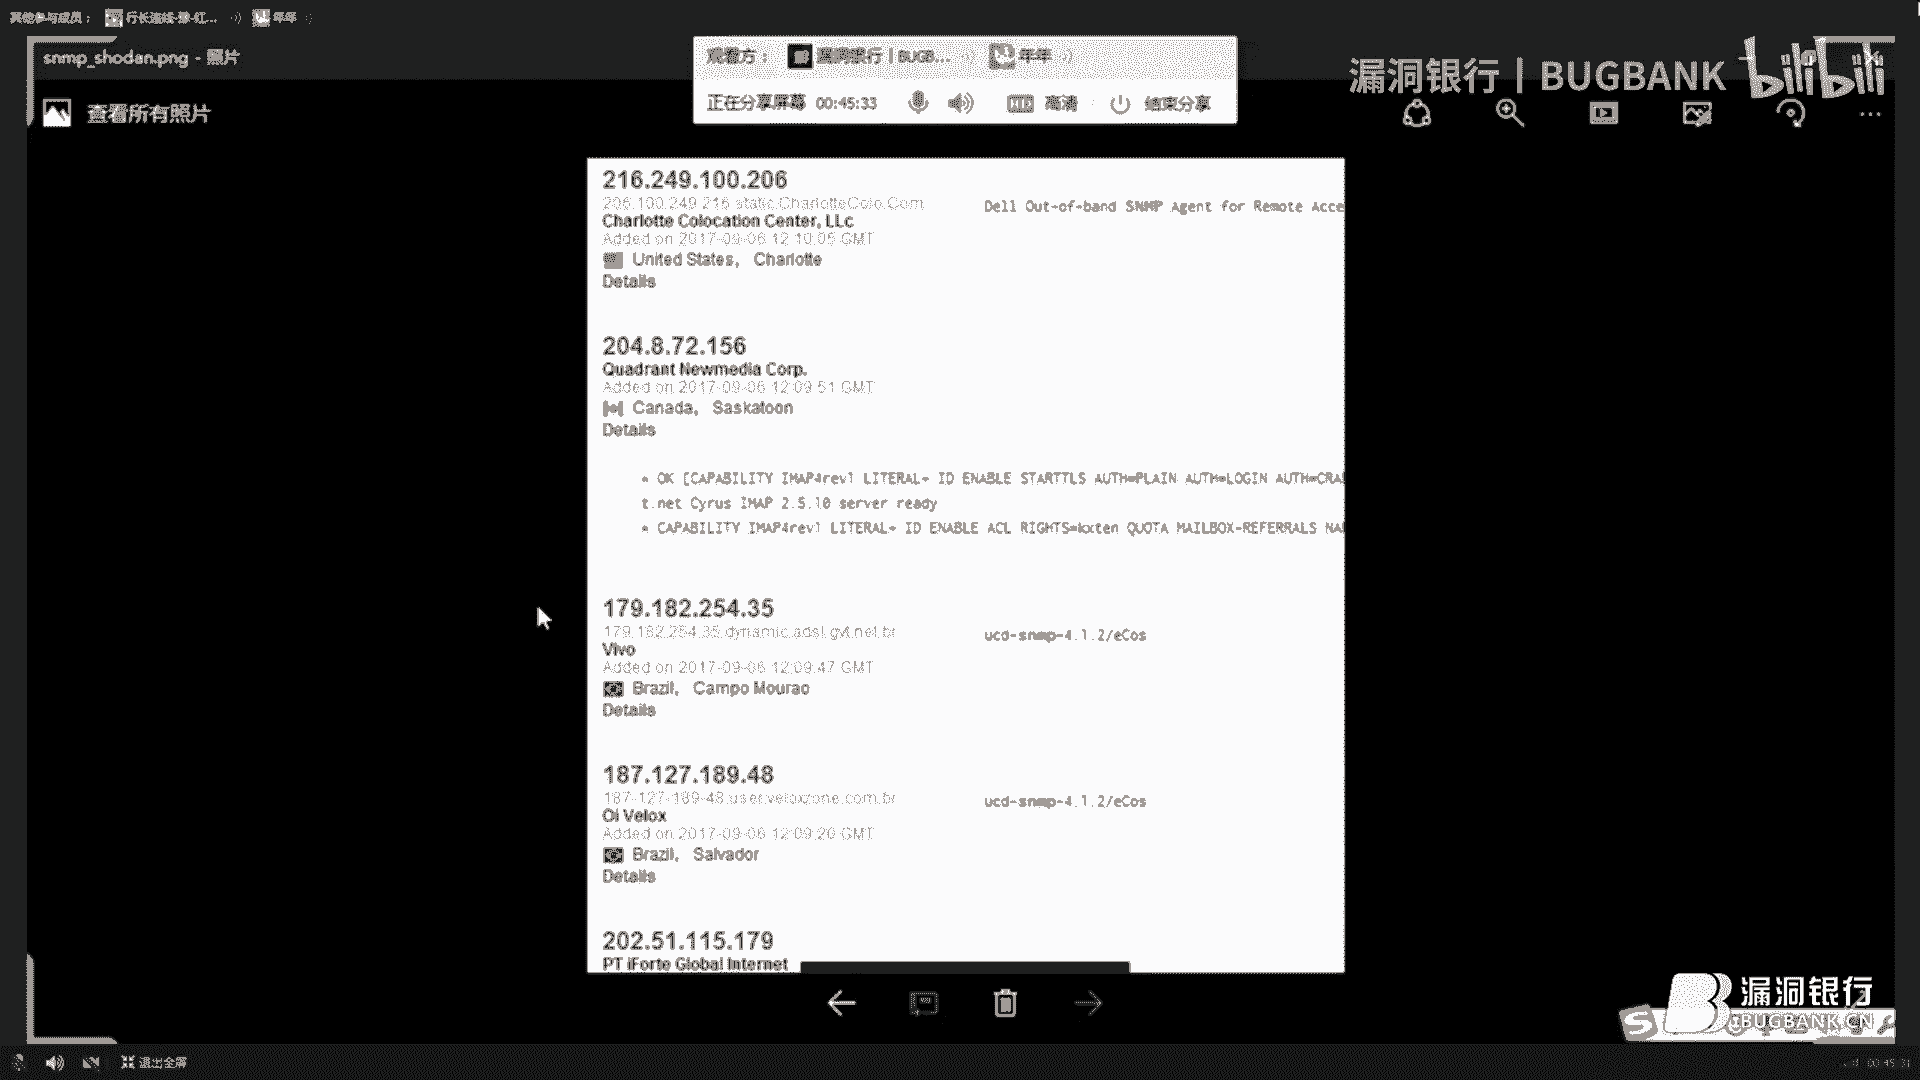 其他参与成员：
行长连线-滕-红...
年年
snmp_shodan.png - 照片
观看方：
漏洞银行 | BUGB...
年年
漏洞银行 | BUGBANK
bilibili
正在分享屏幕 00:45:33
高清
结束分享
查看所有照片
216.249.100.206
206.100.249.216.static.CharlotteColo.Com
Dell Out-of-band SNMP Agent for Remote Acce
Charlotte Colocation Center, LLc
Added on 2017-09-06 12:10:05 GMT
United States, Charlotte
Details
204.8.72.156
Quadrant Newmedia Corp.
Added on 2017-09-06 12:09:51 GMT
Canada, Saskatoon
Details
* OK [CAPABILITY IMAP4rev1 LITERAL+ ID ENABLE STARTTLS AUTH=PLAIN AUTH=LOGIN AUTH=CRA
t.net Cyrus IMAP 2.5.10 server ready
* CAPABILITY IMAP4rev1 LITERAL+ ID ENABLE ACL RIGHTS=kxten QUOTA MAILBOX-REFERRALS NA
179.182.254.35
179.182.254.35.dynamic.adsl.gvt.net.br
ucd-snmp-4.1.2/eCos
Vivo
Added on 2017-09-06 12:09:47 GMT
Brazil, Campo Mourao
Details
187.127.189.48
187-127-189-48.user.veloxzone.com.br
ucd-snmp-4.1.2/eCos
Oi Velox
Added on 2017-09-06 12:09:20 GMT
Brazil, Salvador
Details
202.51.115.179
PT iForte Global Internet
漏洞银行
BUGBANK.CN
退出全屏
00:45:31